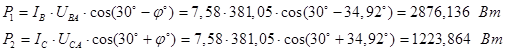 P₁ = I_B · U_BA · cos(30° − φ°) = 7,58 · 381,05 · cos(30° − 34,92°) = 2876,136 Вт
P₂ = I_C · U_CA · cos(30° + φ°) = 7,58 · 381,05 · cos(30° + 34,92°) = 1223,864 Вт